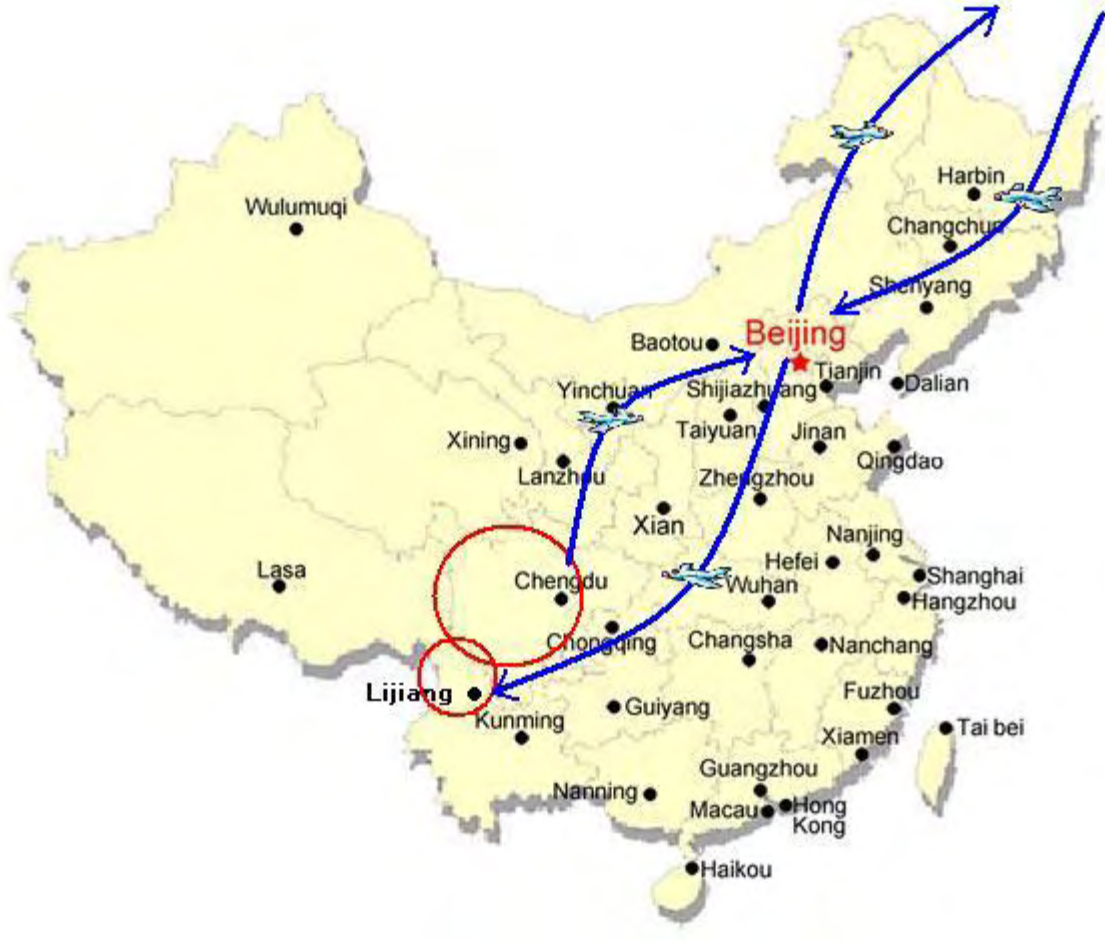 Harbin
Wulumuqi
Changchun
Shenyang
Beijing
Baotou
Tianjin
Dalian
Yinchuan
Shijiazhuang
Taiyuan
Jinan
Xining
Qingdao
Lanzhou
Zhengzhou
Xian
Nanjing
Hefei
Lasa
Chengdu
Shanghai
Wuhan
Hangzhou
Chongqing
Changsha
Nanchang
Lijiang
Fuzhou
Kunming
Guiyang
Tai bei
Xiamen
Guangzhou
Nanning
Macau
Hong
Kong
Haikou